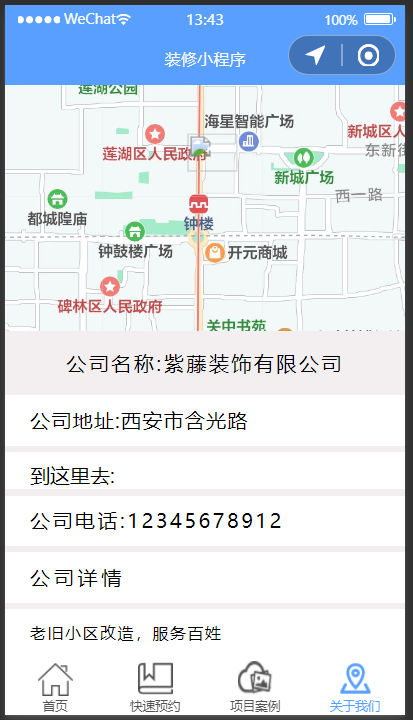 WeChat 13:43 100%
装修小程序
莲湖公园
海星智能广场
新城区人民政
莲湖区人民政府
东新街
新城广场
西一路
都城隍庙
钟楼
钟鼓楼广场
开元商城
碑林区人民政府
关中书苑
公司名称:紫藤装饰有限公司
公司地址:西安市含光路
到这里去:
公司电话:12345678912
公司详情
老旧小区改造，服务百姓
首页 快速预约 项目案例 关于我们